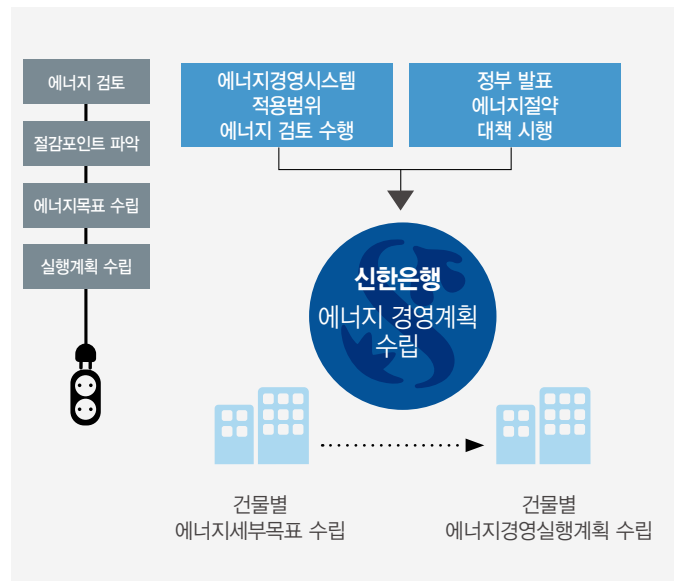 에너지 검토
절감포인트 파악
에너지목표 수립
실행계획 수립
에너지경영시스템
적용범위
에너지 검토 수행
정부 발표
에너지절약
대책 시행
신한은행
에너지 경영계획
수립
건물별
에너지세부목표 수립
건물별
에너지경영실행계획 수립